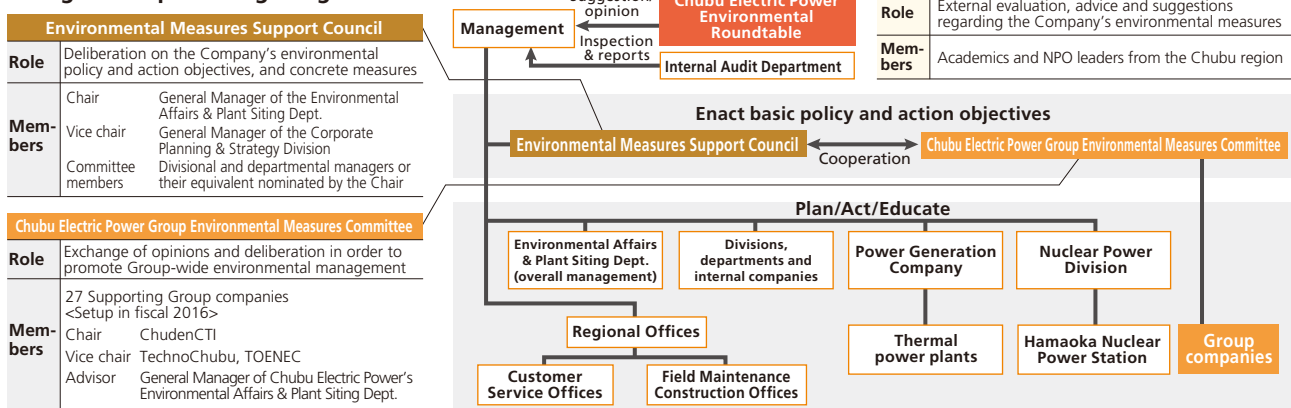 Environmental Measures Support Council
Role
Deliberation on the Company's environmental
policy and action objectives, and concrete measures
Mem-
bers
Chair
General Manager of the Environmental
Affairs & Plant Siting Dept.
Vice chair
General Manager of the Corporate
Planning & Strategy Division
Committee
members
Divisional and departmental managers or
their equivalent nominated by the Chair
Chubu Electric Power Group Environmental Measures Committee
Role
Exchange of opinions and deliberation in order to
promote Group-wide environmental management
Mem-
bers
27 Supporting Group companies
<Setup in fiscal 2016>
Chair ChudenCTI
Vice chair TechnoChubu, TOENEC
Advisor General Manager of Chubu Electric Power's
Environmental Affairs & Plant Siting Dept.
Management
opinion
Inspection
& reports
Chubu Electric Power
Environmental
Roundtable
Internal Audit Department
Role
External evaluation, advice and suggestions
regarding the Company's environmental measures
Mem-
bers
Academics and NPO leaders from the Chubu region
Enact basic policy and action objectives
Environmental Measures Support Council
Cooperation
Chubu Electric Power Group Environmental Measures Committee
Plan/Act/Educate
Environmental Affairs
& Plant Siting Dept.
(overall management)
Divisions,
departments and
internal companies
Power Generation
Company
Nuclear Power
Division
Regional Offices
Thermal
power plants
Hamaoka Nuclear
Power Station
Group
companies
Customer
Service Offices
Field Maintenance
Construction Offices